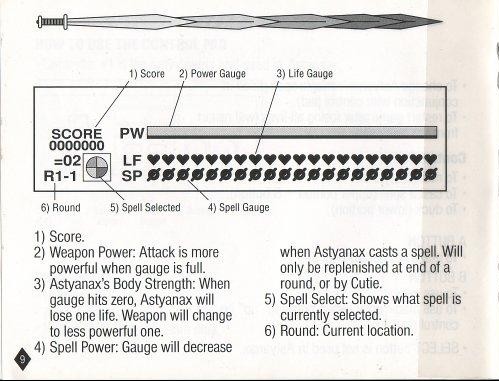 1) Score 2) Power Gauge 3) Life Gauge
SCORE PW
0000000
=02 LF
R1-1 SP
6) Round 5) Spell Selected 4) Spell Gauge
1) Score.
2) Weapon Power: Attack is more
powerful when gauge is full.
3) Astyanax's Body Strength: When
gauge hits zero, Astyanax will
lose one life. Weapon will change
to less powerful one.
4) Spell Power: Gauge will decrease
when Astyanax casts a spell. Will
only be replenished at end of a
round, or by Cutie.
5) Spell Select: Shows what spell is
currently selected.
6) Round: Current location.
9